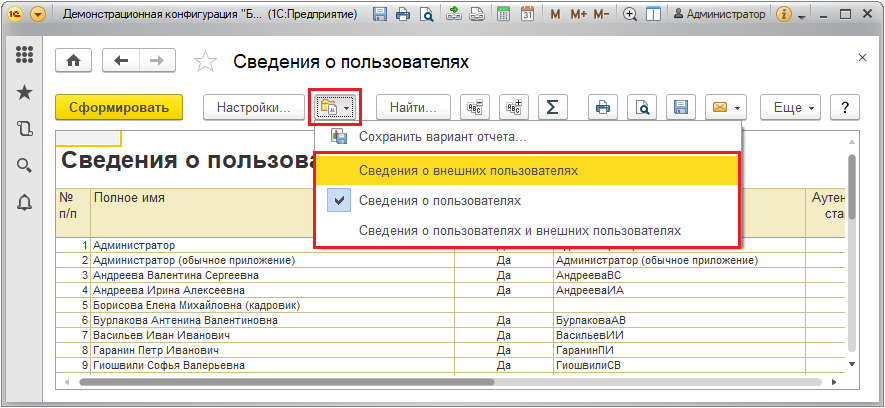 1С Демонстрационная конфигурация "Б... (1С:Предприятие) 31 M M+ M− Администратор i
Сведения о пользователях
Сформировать Настройки... Найти... Σ Еще ?
Сохранить вариант отчета...
Сведения о внешних пользователях
Сведения о пользователях
Сведения о пользователях и внешних пользователях
Сведения о пользова
№ п/п Полное имя Аутен
ста
1 Администратор
2 Администратор (обычное приложение) Да Администратор (обычное приложение)
3 Андреева Валентина Сергеевна Да АндрееваВС
4 Андреева Ирина Алексеевна Да АндрееваИА
5 Борисова Елена Михайловна (кадровик)
6 Бурлакова Антенина Валентиновна Да БурлаковаАВ
7 Васильев Иван Иванович Да ВасильевИИ
8 Гаранин Петр Иванович Да ГаранинПИ
9 Гиошвили Софья Валерьевна Да ГиошвилиСВ